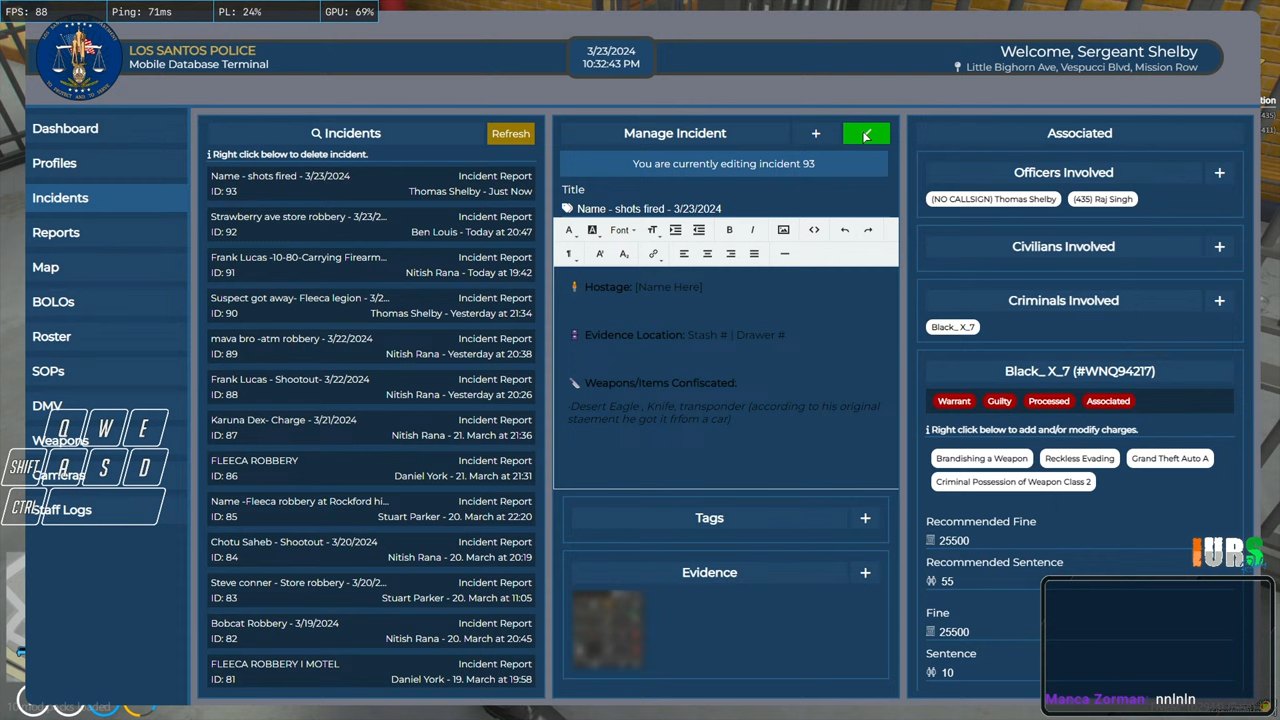 FPS: 88
Ping: 71ms
PL: 24%
GPU: 69%
LOS SANTOS POLICE
Mobile Database Terminal
3/23/2024
10:32:43 PM
Welcome, Sergeant Shelby
Little Bighorn Ave, Vespucci Blvd, Mission Row
Dashboard
Profiles
Incidents
Reports
Map
BOLOs
Roster
SOPs
DMV
Weapons
Cameras
Staff Logs
Q W E
SHIFT A S D
CTRL
Incidents
Refresh
Right click below to delete incident.
Name - shots fired - 3/23/2024 Incident Report
ID: 93 Thomas Shelby - Just Now
Strawberry ave store robbery - 3/23/2... Incident Report
ID: 92 Ben Louis - Today at 20:47
Frank Lucas -10-80-Carrying Firearm... Incident Report
ID: 91 Nitish Rana - Today at 19:42
Suspect got away- Fleeca legion - 3/2... Incident Report
ID: 90 Thomas Shelby - Yesterday at 21:34
mava bro -atm robbery - 3/22/2024 Incident Report
ID: 89 Nitish Rana - Yesterday at 20:38
Frank Lucas - Shootout- 3/22/2024 Incident Report
ID: 88 Nitish Rana - Yesterday at 20:26
Karuna Dex- Charge - 3/21/2024 Incident Report
ID: 87 Nitish Rana - 21. March at 21:36
FLEECA ROBBERY Incident Report
ID: 86 Daniel York - 21. March at 21:31
Name -Fleeca robbery at Rockford hi... Incident Report
ID: 85 Stuart Parker - 20. March at 22:20
Chotu Saheb - Shootout - 3/20/2024 Incident Report
ID: 84 Nitish Rana - 20. March at 20:19
Steve conner - Store robbery - 3/20/2... Incident Report
ID: 83 Stuart Parker - 20. March at 11:05
Bobcat Robbery - 3/19/2024 Incident Report
ID: 82 Nitish Rana - 20. March at 20:45
FLEECA ROBBERY I MOTEL Incident Report
ID: 81 Daniel York - 19. March at 19:58
Manage Incident
You are currently editing incident 93
Title
Name - shots fired - 3/23/2024
Font
Hostage: [Name Here]
Evidence Location: Stash # | Drawer #
Weapons/Items Confiscated:
-Desert Eagle , Knife, transponder (according to his original
staement he got it frfom a car)
Tags
Evidence
Associated
Officers Involved
(NO CALLSIGN) Thomas Shelby (435) Raj Singh
Civilians Involved
Criminals Involved
Black_ X_7
Black_ X_7 (#WNQ94217)
Warrant Guilty Processed Associated
Right click below to add and/or modify charges.
Brandishing a Weapon Reckless Evading Grand Theft Auto A
Criminal Possession of Weapon Class 2
Recommended Fine
25500
Recommended Sentence
55
Fine
25500
Sentence
10
IURS
Manca Zorman: nnlnln